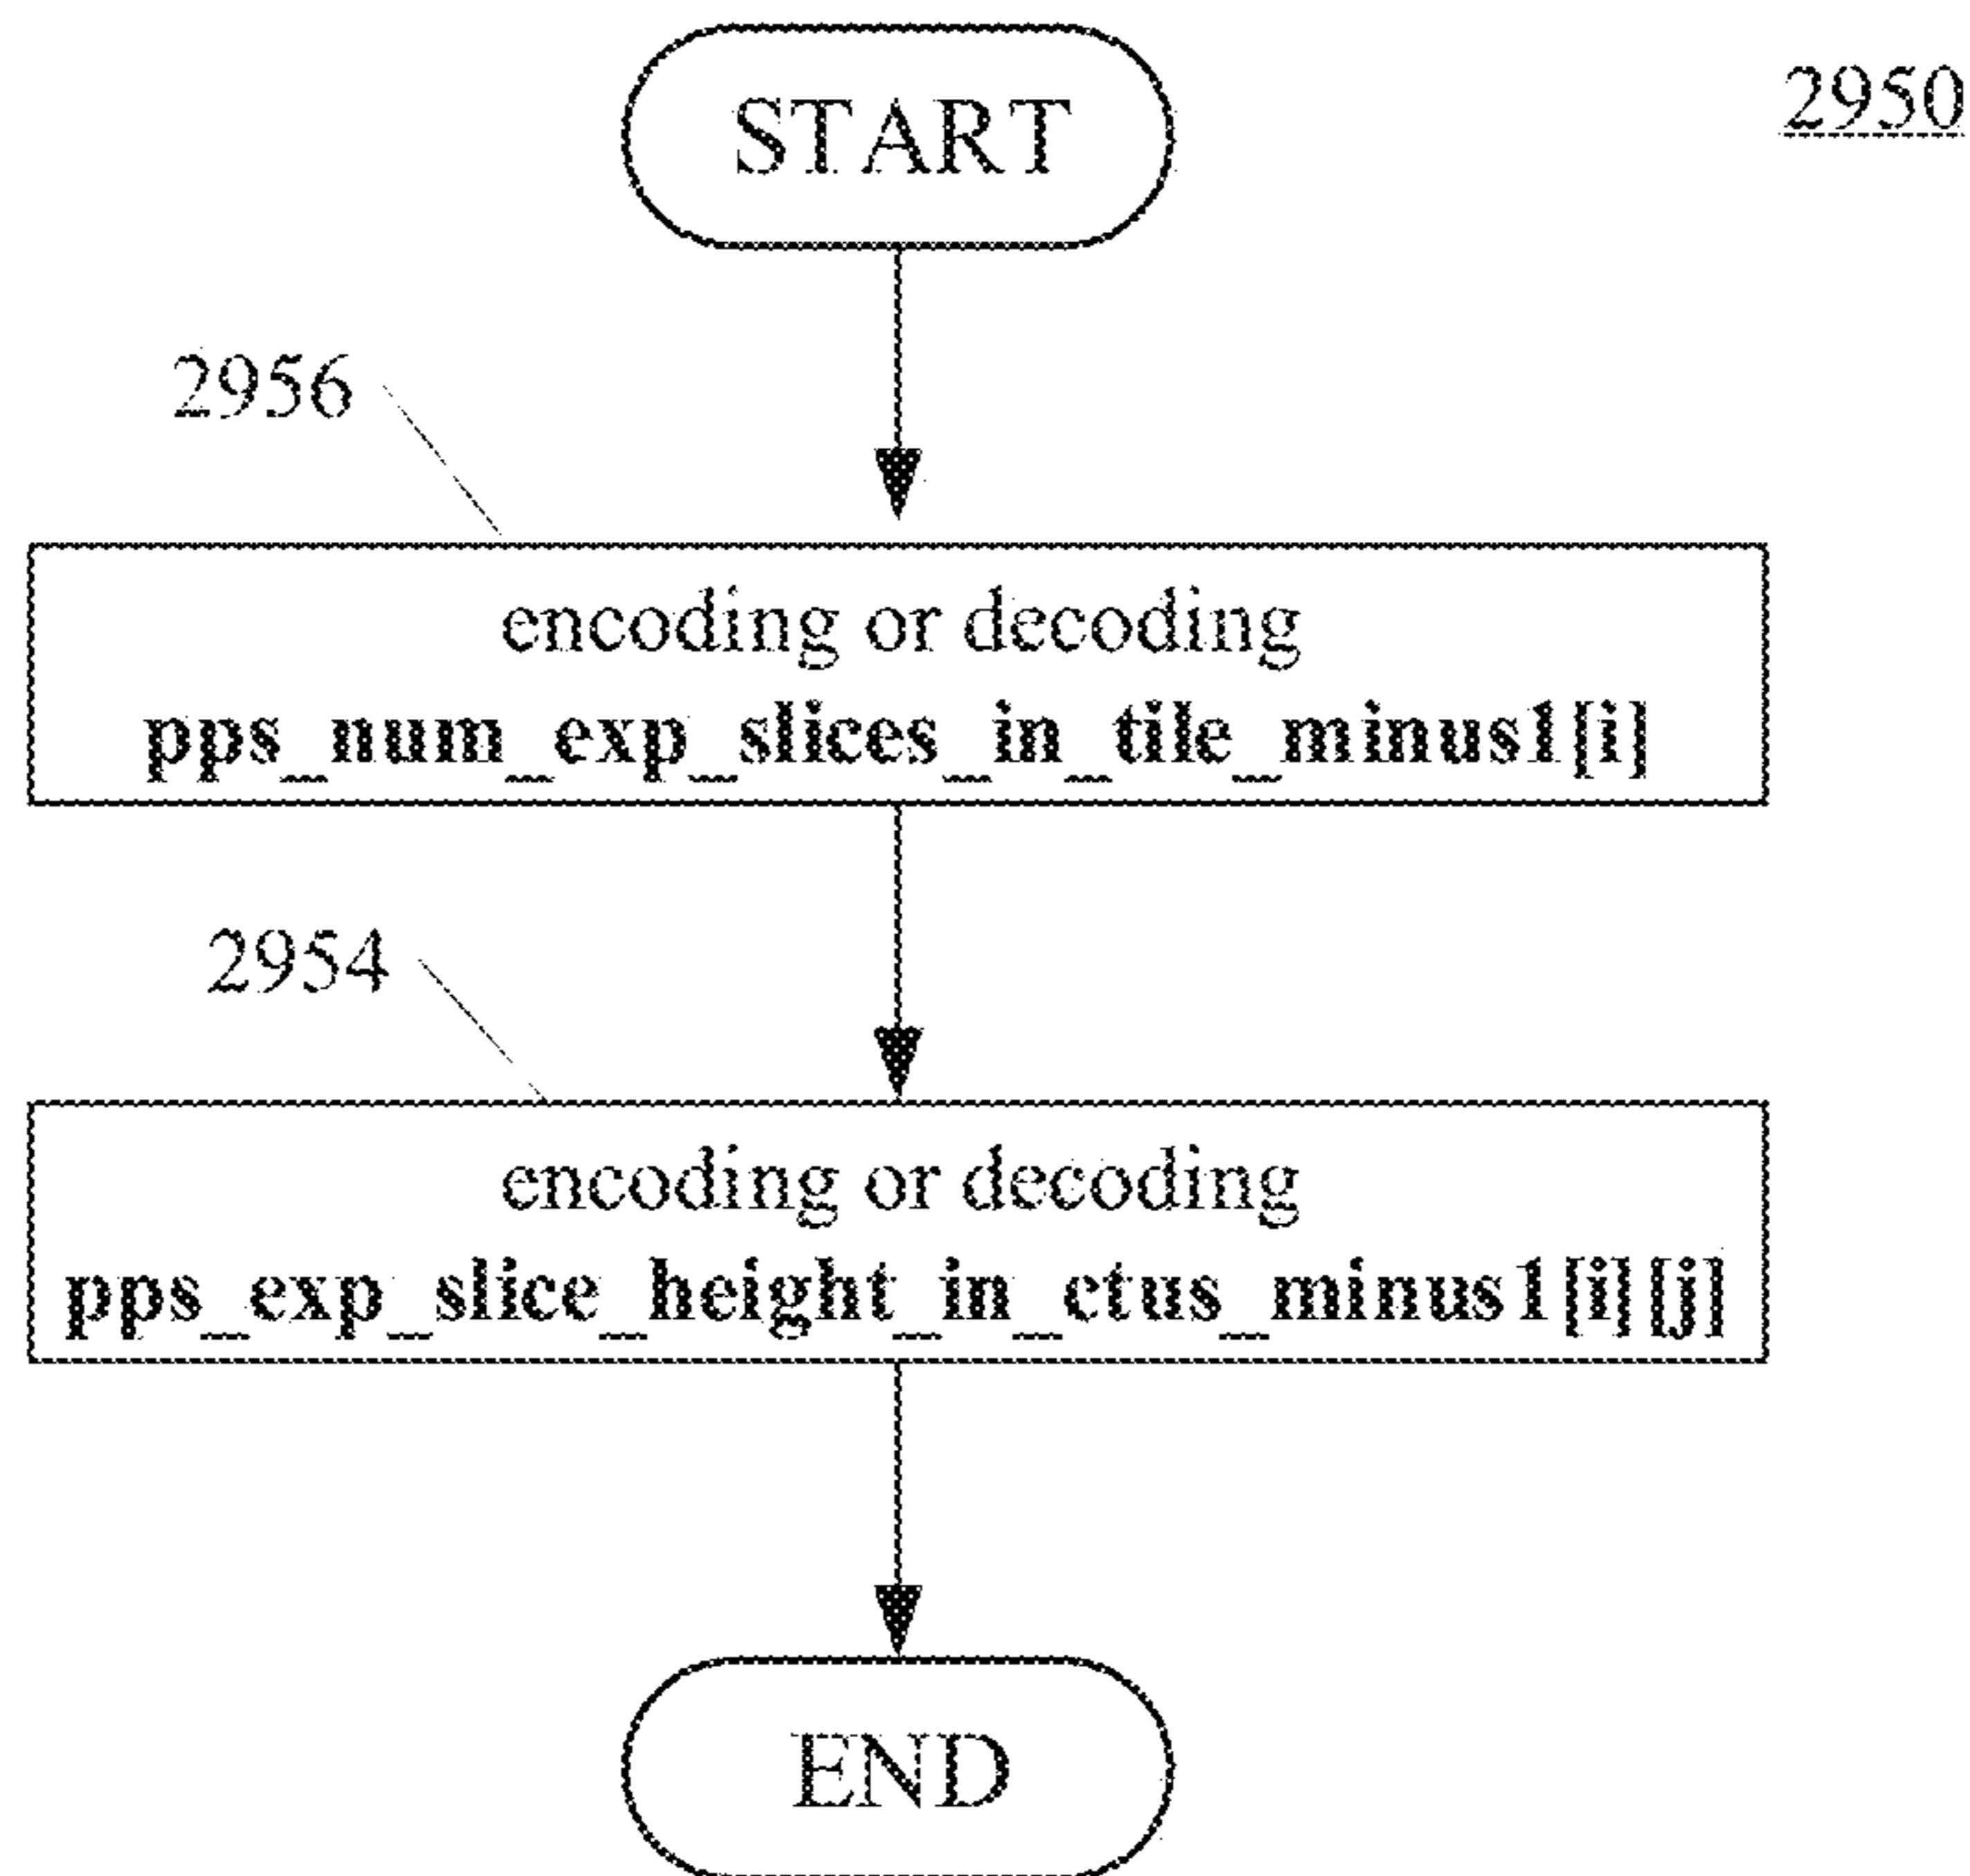 START
2950
2956
encoding or decoding
pps_num_exp_slices_in_tile_minus1[i]
2954
encoding or decoding
pps_exp_slice_height_in_ctus_minus1[i][j]
END